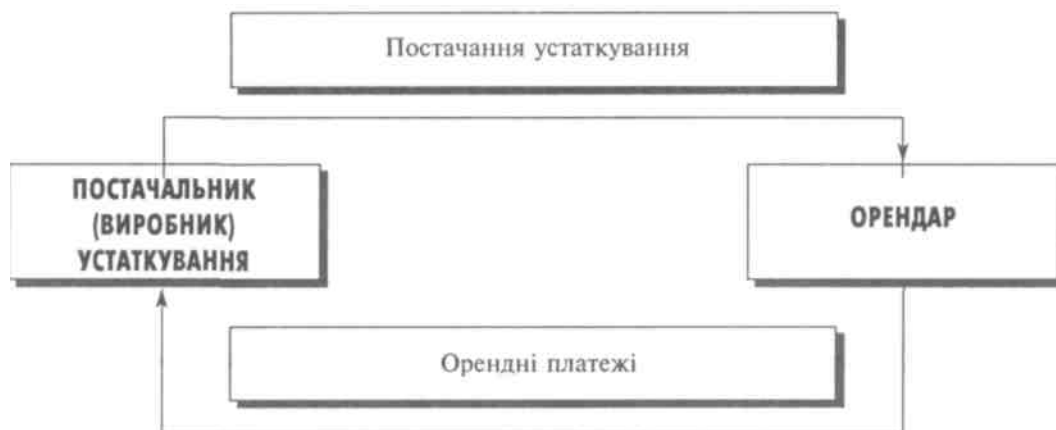 Постачання устаткування
ПОСТАЧАЛЬНИК
(ВИРОБНИК)
УСТАТКУВАННЯ
ОРЕНДАР
Орендні платежі